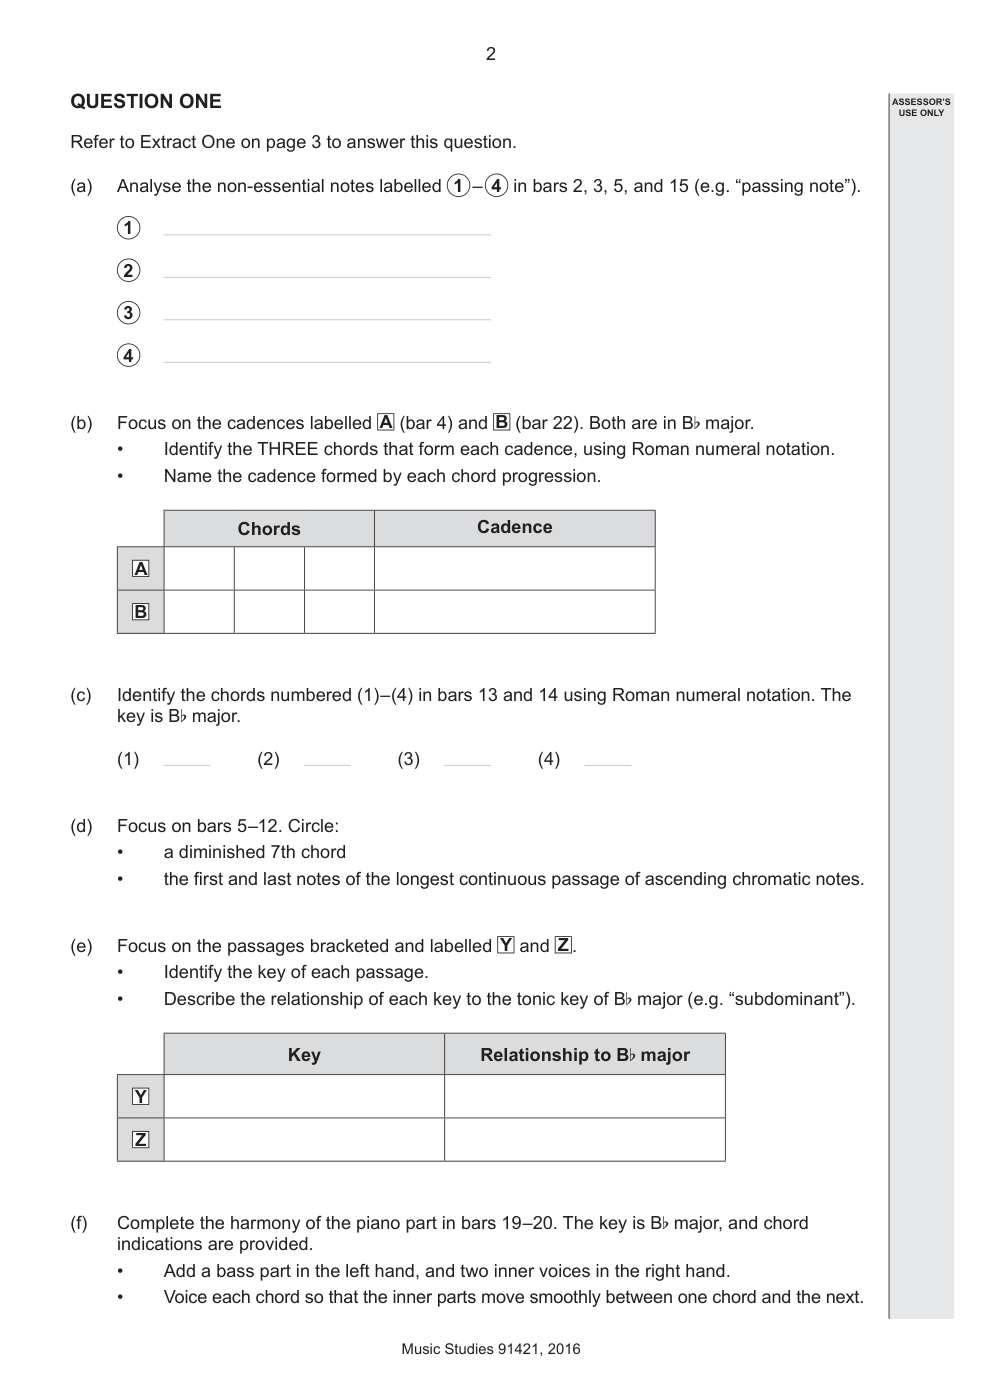 2
QUESTION ONE
ASSESSOR'S
USE ONLY
Refer to Extract One on page 3 to answer this question.
(a) Analyse the non-essential notes labelled ①–④ in bars 2, 3, 5, and 15 (e.g. “passing note”).
①
②
③
④
(b) Focus on the cadences labelled A (bar 4) and B (bar 22). Both are in B♭ major.
• Identify the THREE chords that form each cadence, using Roman numeral notation.
• Name the cadence formed by each chord progression.
Chords Cadence
A
B
(c) Identify the chords numbered (1)–(4) in bars 13 and 14 using Roman numeral notation. The
key is B♭ major.
(1) (2) (3) (4)
(d) Focus on bars 5–12. Circle:
• a diminished 7th chord
• the first and last notes of the longest continuous passage of ascending chromatic notes.
(e) Focus on the passages bracketed and labelled Y and Z.
• Identify the key of each passage.
• Describe the relationship of each key to the tonic key of B♭ major (e.g. “subdominant”).
Key Relationship to B♭ major
Y
Z
(f) Complete the harmony of the piano part in bars 19–20. The key is B♭ major, and chord
indications are provided.
• Add a bass part in the left hand, and two inner voices in the right hand.
• Voice each chord so that the inner parts move smoothly between one chord and the next.
Music Studies 91421, 2016